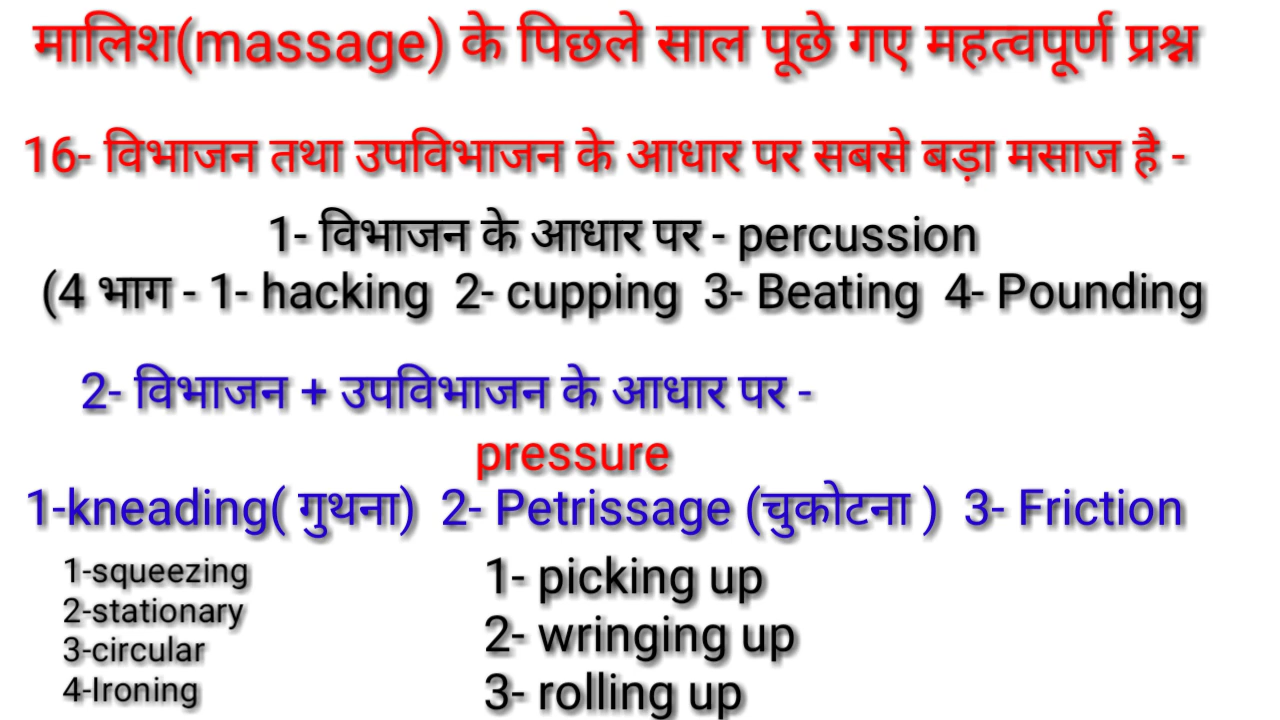 मालिश(massage) के पिछले साल पूछे गए महत्वपूर्ण प्रश्न
16- विभाजन तथा उपविभाजन के आधार पर सबसे बड़ा मसाज है -
1- विभाजन के आधार पर - percussion
(4 भाग - 1- hacking 2- cupping 3- Beating 4- Pounding
2- विभाजन + उपविभाजन के आधार पर -
pressure
1-kneading( गुथना) 2- Petrissage (चुकोटना ) 3- Friction
1-squeezing
2-stationary
3-circular
4-Ironing
1- picking up
2- wringing up
3- rolling up